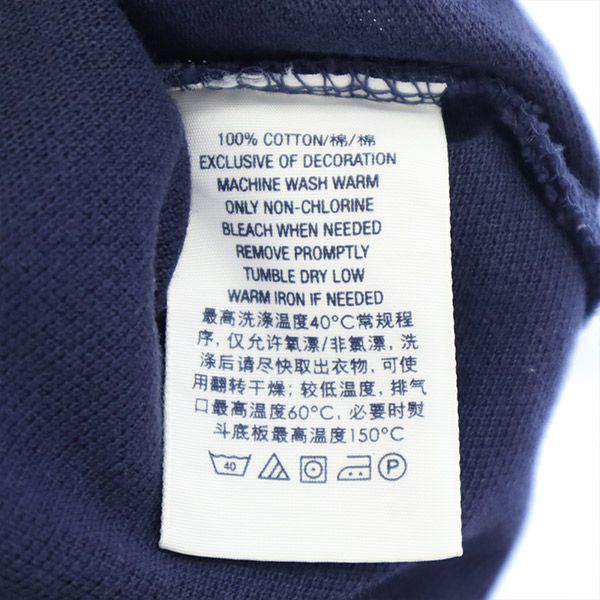 100% COTTON/棉/棉
EXCLUSIVE OF DECORATION
MACHINE WASH WARM
ONLY NON-CHLORINE
BLEACH WHEN NEEDED
REMOVE PROMPTLY
TUMBLE DRY LOW
WARM IRON IF NEEDED
最高洗涤温度40°C常规程
序, 仅允许氧漂/非氯漂, 洗
涤后请尽快取出衣物, 可使
用翻转干燥; 较低温度, 排气
口最高温度60°C, 必要时熨
斗底板最高温度150°C
40 P